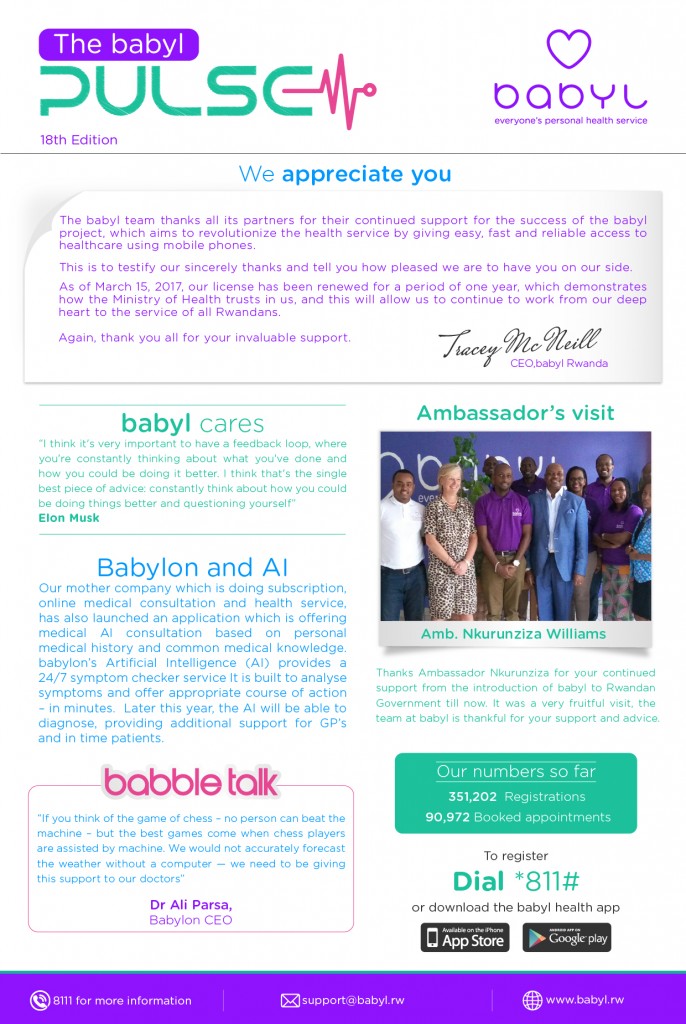 The babyl
PULSE
18th Edition
babyl
everyone's personal health service
We appreciate you
The babyl team thanks all its partners for their continued support for the success of the babyl
project, which aims to revolutionize the health service by giving easy, fast and reliable access to
healthcare using mobile phones.
This is to testify our sincerely thanks and tell you how pleased we are to have you on our side.
As of March 15, 2017, our license has been renewed for a period of one year, which demonstrates
how the Ministry of Health trusts in us, and this will allow us to continue to work from our deep
heart to the service of all Rwandans.
Again, thank you all for your invaluable support.
Tracey McNeill
CEO,babyl Rwanda
babyl cares
"I think it's very important to have a feedback loop, where
you're constantly thinking about what you've done and
how you could be doing it better. I think that's the single
best piece of advice: constantly think about how you could
be doing things better and questioning yourself"
Elon Musk
Babylon and AI
Our mother company which is doing subscription,
online medical consultation and health service,
has also launched an application which is offering
medical AI consultation based on personal
medical history and common medical knowledge.
babylon's Artificial Intelligence (AI) provides a
24/7 symptom checker service It is built to analyse
symptoms and offer appropriate course of action
– in minutes.  Later this year, the AI will be able to
diagnose, providing additional support for GP's
and in time patients.
babble talk
"If you think of the game of chess – no person can beat the
machine – but the best games come when chess players
are assisted by machine. We would not accurately forecast
the weather without a computer — we need to be giving
this support to our doctors"
Dr Ali Parsa,
Babylon CEO
Ambassador's visit
Amb. Nkurunziza Williams
Thanks Ambassador Nkurunziza for your continued
support from the introduction of babyl to Rwandan
Government till now. It was a very fruitful visit, the
team at babyl is thankful for your support and advice.
Our numbers so far
351,202 Registrations
90,972 Booked appointments
To register
Dial *811#
or download the babyl health app
Available on the iPhone
App Store
ANDROID APP ON
Google play
8111 for more information
support@babyl.rw
www.babyl.rw